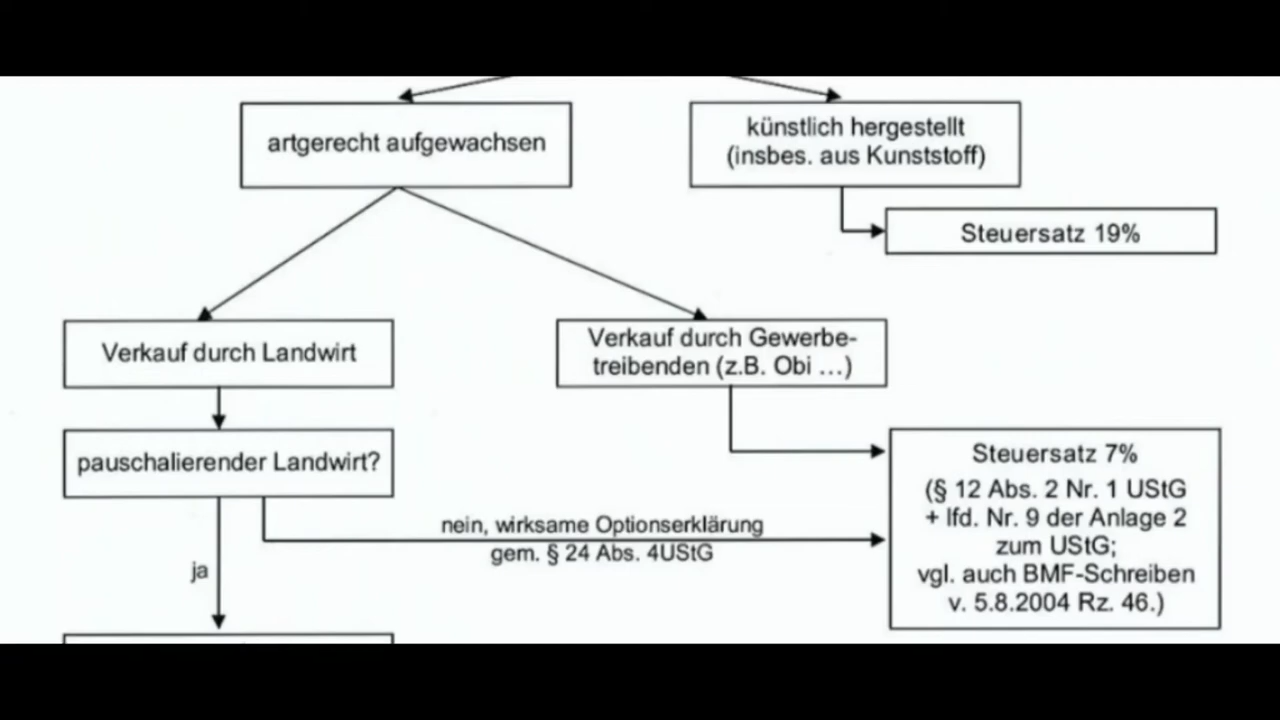 artgerecht aufgewachsen
künstlich hergestellt
(insbes. aus Kunststoff)
Steuersatz 19%
Verkauf durch Landwirt
Verkauf durch Gewerbe-
treibenden (z.B. Obi ...)
pauschalierender Landwirt?
Steuersatz 7%
(§ 12 Abs. 2 Nr. 1 UStG
+ lfd. Nr. 9 der Anlage 2
zum UStG;
vgl. auch BMF-Schreiben
v. 5.8.2004 Rz. 46.)
nein, wirksame Optionserklärung
gem. § 24 Abs. 4UStG
ja